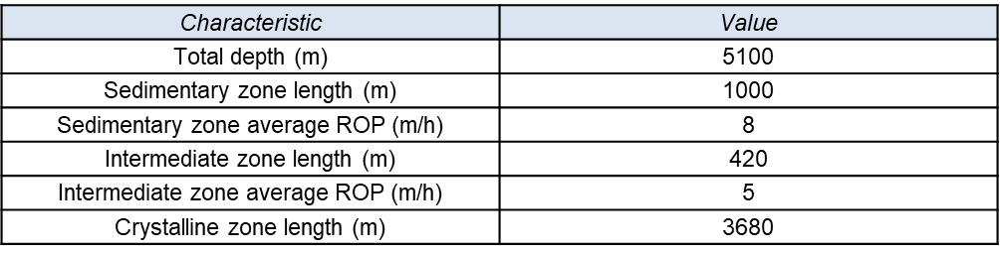 Characteristic Value
Total depth (m) 5100
Sedimentary zone length (m) 1000
Sedimentary zone average ROP (m/h) 8
Intermediate zone length (m) 420
Intermediate zone average ROP (m/h) 5
Crystalline zone length (m) 3680